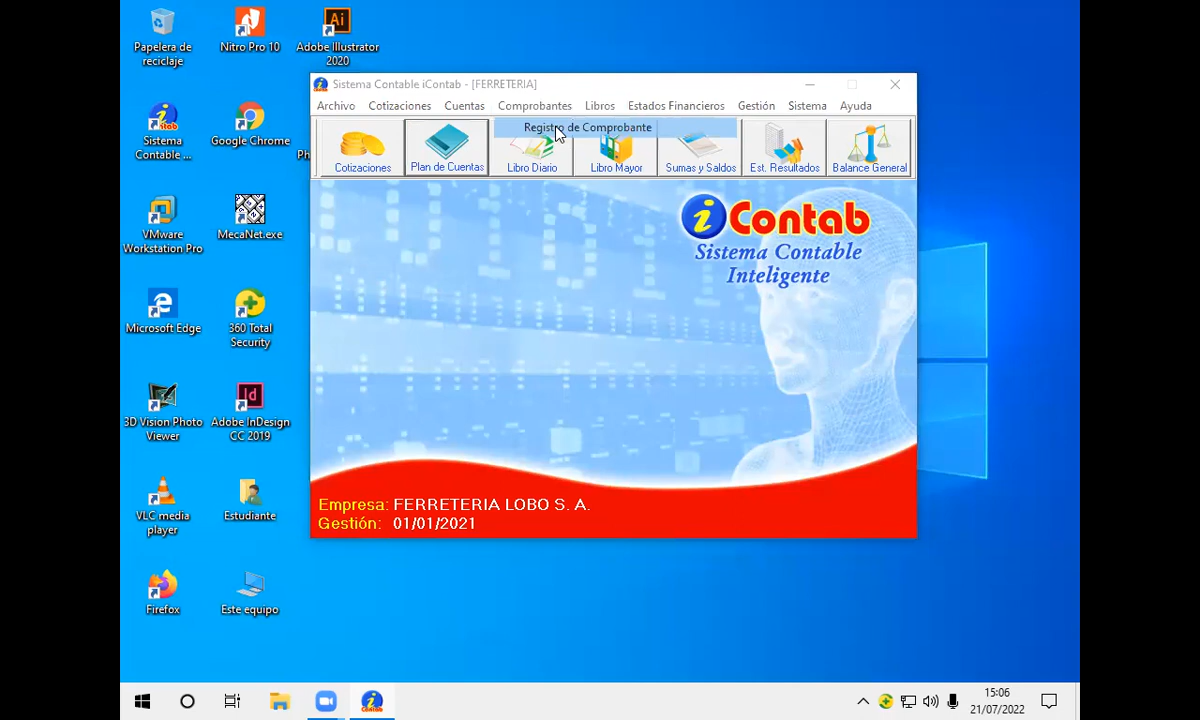 Papelera de
reciclaje
Nitro Pro 10
Adobe Illustrator
2020
Sistema
Contable ...
Google Chrome
Ph
VMware
Workstation Pro
MecaNet.exe
Microsoft Edge
360 Total
Security
3D Vision Photo
Viewer
Adobe InDesign
CC 2019
VLC media
player
Estudiante
Firefox
Este equipo
Sistema Contable iContab - [FERRETERIA]
Archivo Cotizaciones Cuentas Comprobantes Libros Estados Financieros Gestión Sistema Ayuda
Registro de Comprobante
Cotizaciones Plan de Cuentas Libro Diario Libro Mayor Sumas y Saldos Est. Resultados Balance General
iContab
Sistema Contable
Inteligente
Empresa: FERRETERIA LOBO S. A.
Gestión: 01/01/2021
15:06
21/07/2022